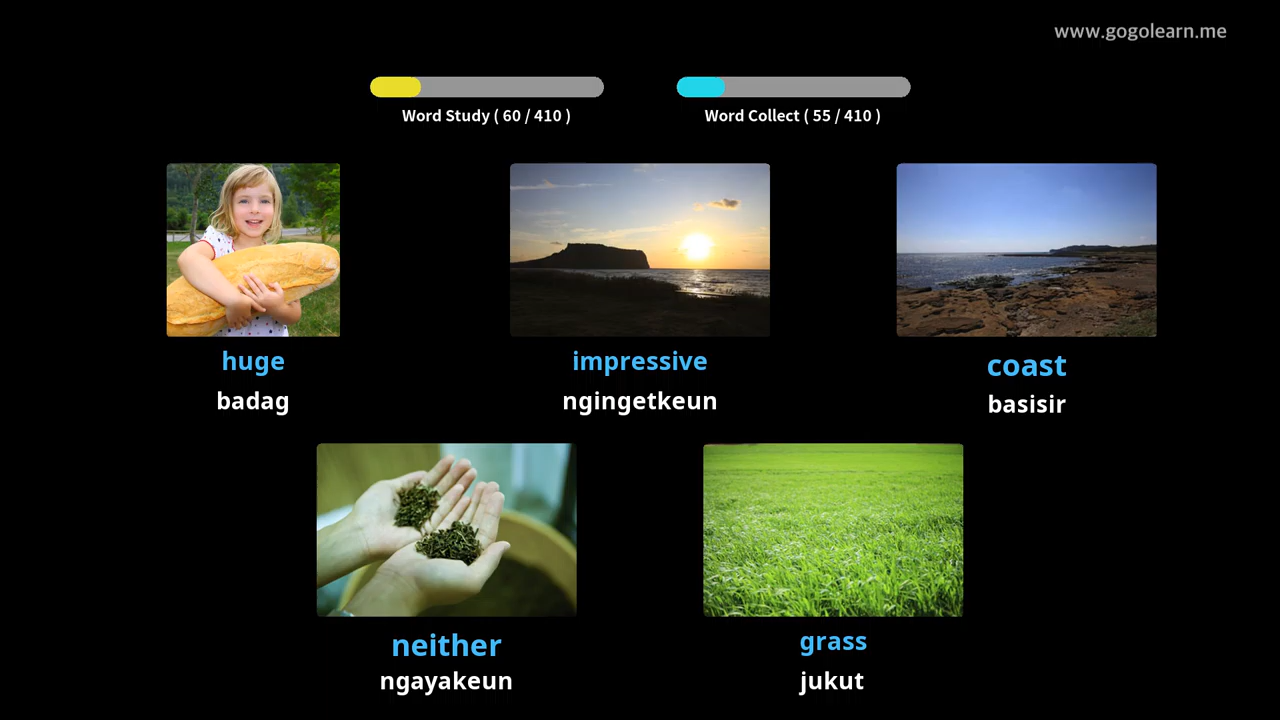 www.gogolearn.me
Word Study ( 60 / 410 )
Word Collect ( 55 / 410 )
huge
badag
impressive
ngingetkeun
coast
basisir
neither
ngayakeun
grass
jukut